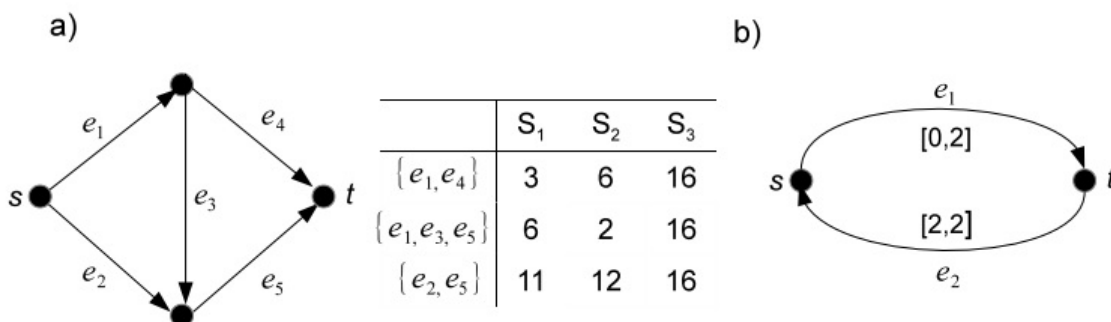 a)
b)
e₁
e₄
s
e₃
t
e₂
e₅
S₁ S₂ S₃
{e₁,e₄} 3 6 16
{e₁,e₃,e₅} 6 2 16
{e₂,e₅} 11 12 16
e₁
[0,2]
s
t
[2,2]
e₂